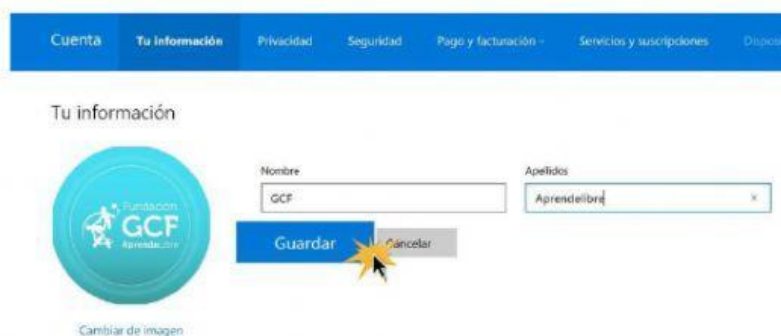 Cuenta Tu información Privacidad Seguridad Pago y facturación Servicios y suscripciones
Tu información
Nombre Apellidos
GCF Aprendelibre ×
Fundación
GCF
AprendeLibre
Guardar Cancelar
Cambiar de imagen